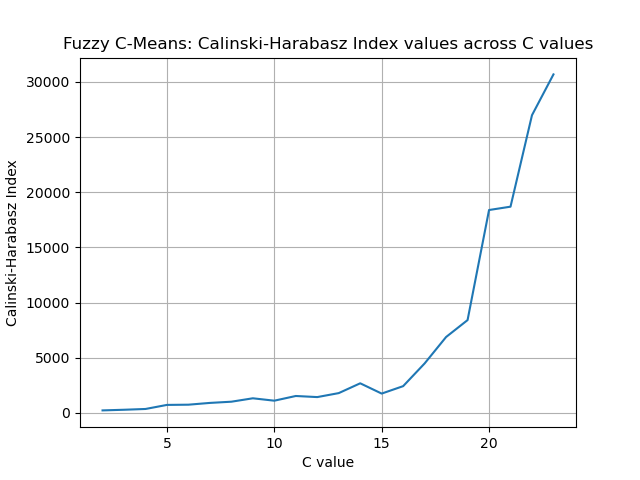 Fuzzy C-Means: Calinski-Harabasz Index values across C values
30000
25000
20000
15000
10000
5000
0
Calinski-Harabasz Index
5 10 15 20
C value